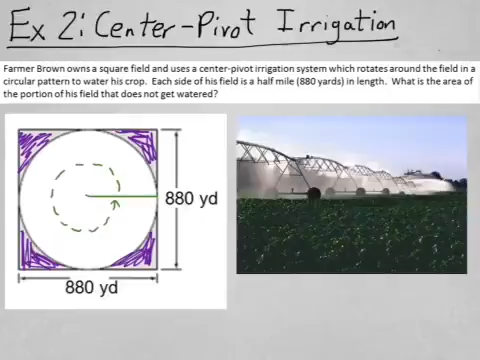 Ex 2: Center-Pivot Irrigation
Farmer Brown owns a square field and uses a center-pivot irrigation system which rotates around the field in a
circular pattern to water his crop.  Each side of his field is a half mile (880 yards) in length.  What is the area of
the portion of his field that does not get watered?
880 yd
880 yd